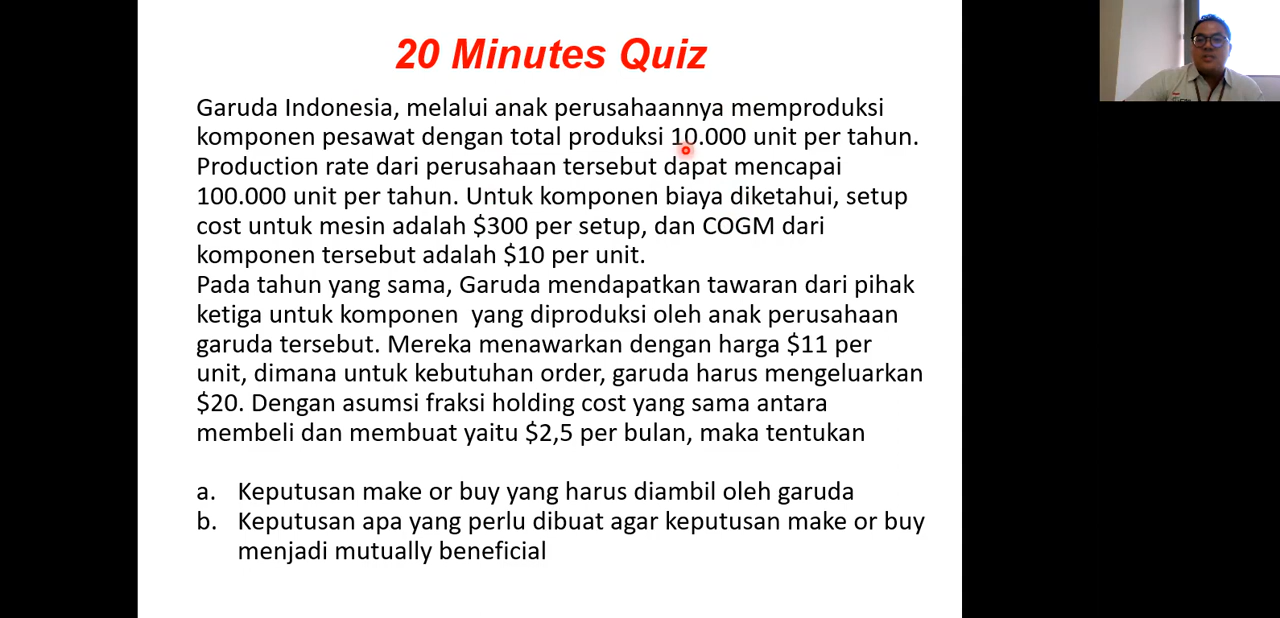 20 Minutes Quiz
Garuda Indonesia, melalui anak perusahaannya memproduksi
komponen pesawat dengan total produksi 10.000 unit per tahun.
Production rate dari perusahaan tersebut dapat mencapai
100.000 unit per tahun. Untuk komponen biaya diketahui, setup
cost untuk mesin adalah $300 per setup, dan COGM dari
komponen tersebut adalah $10 per unit.
Pada tahun yang sama, Garuda mendapatkan tawaran dari pihak
ketiga untuk komponen  yang diproduksi oleh anak perusahaan
garuda tersebut. Mereka menawarkan dengan harga $11 per
unit, dimana untuk kebutuhan order, garuda harus mengeluarkan
$20. Dengan asumsi fraksi holding cost yang sama antara
membeli dan membuat yaitu $2,5 per bulan, maka tentukan
a. Keputusan make or buy yang harus diambil oleh garuda
b. Keputusan apa yang perlu dibuat agar keputusan make or buy
menjadi mutually beneficial